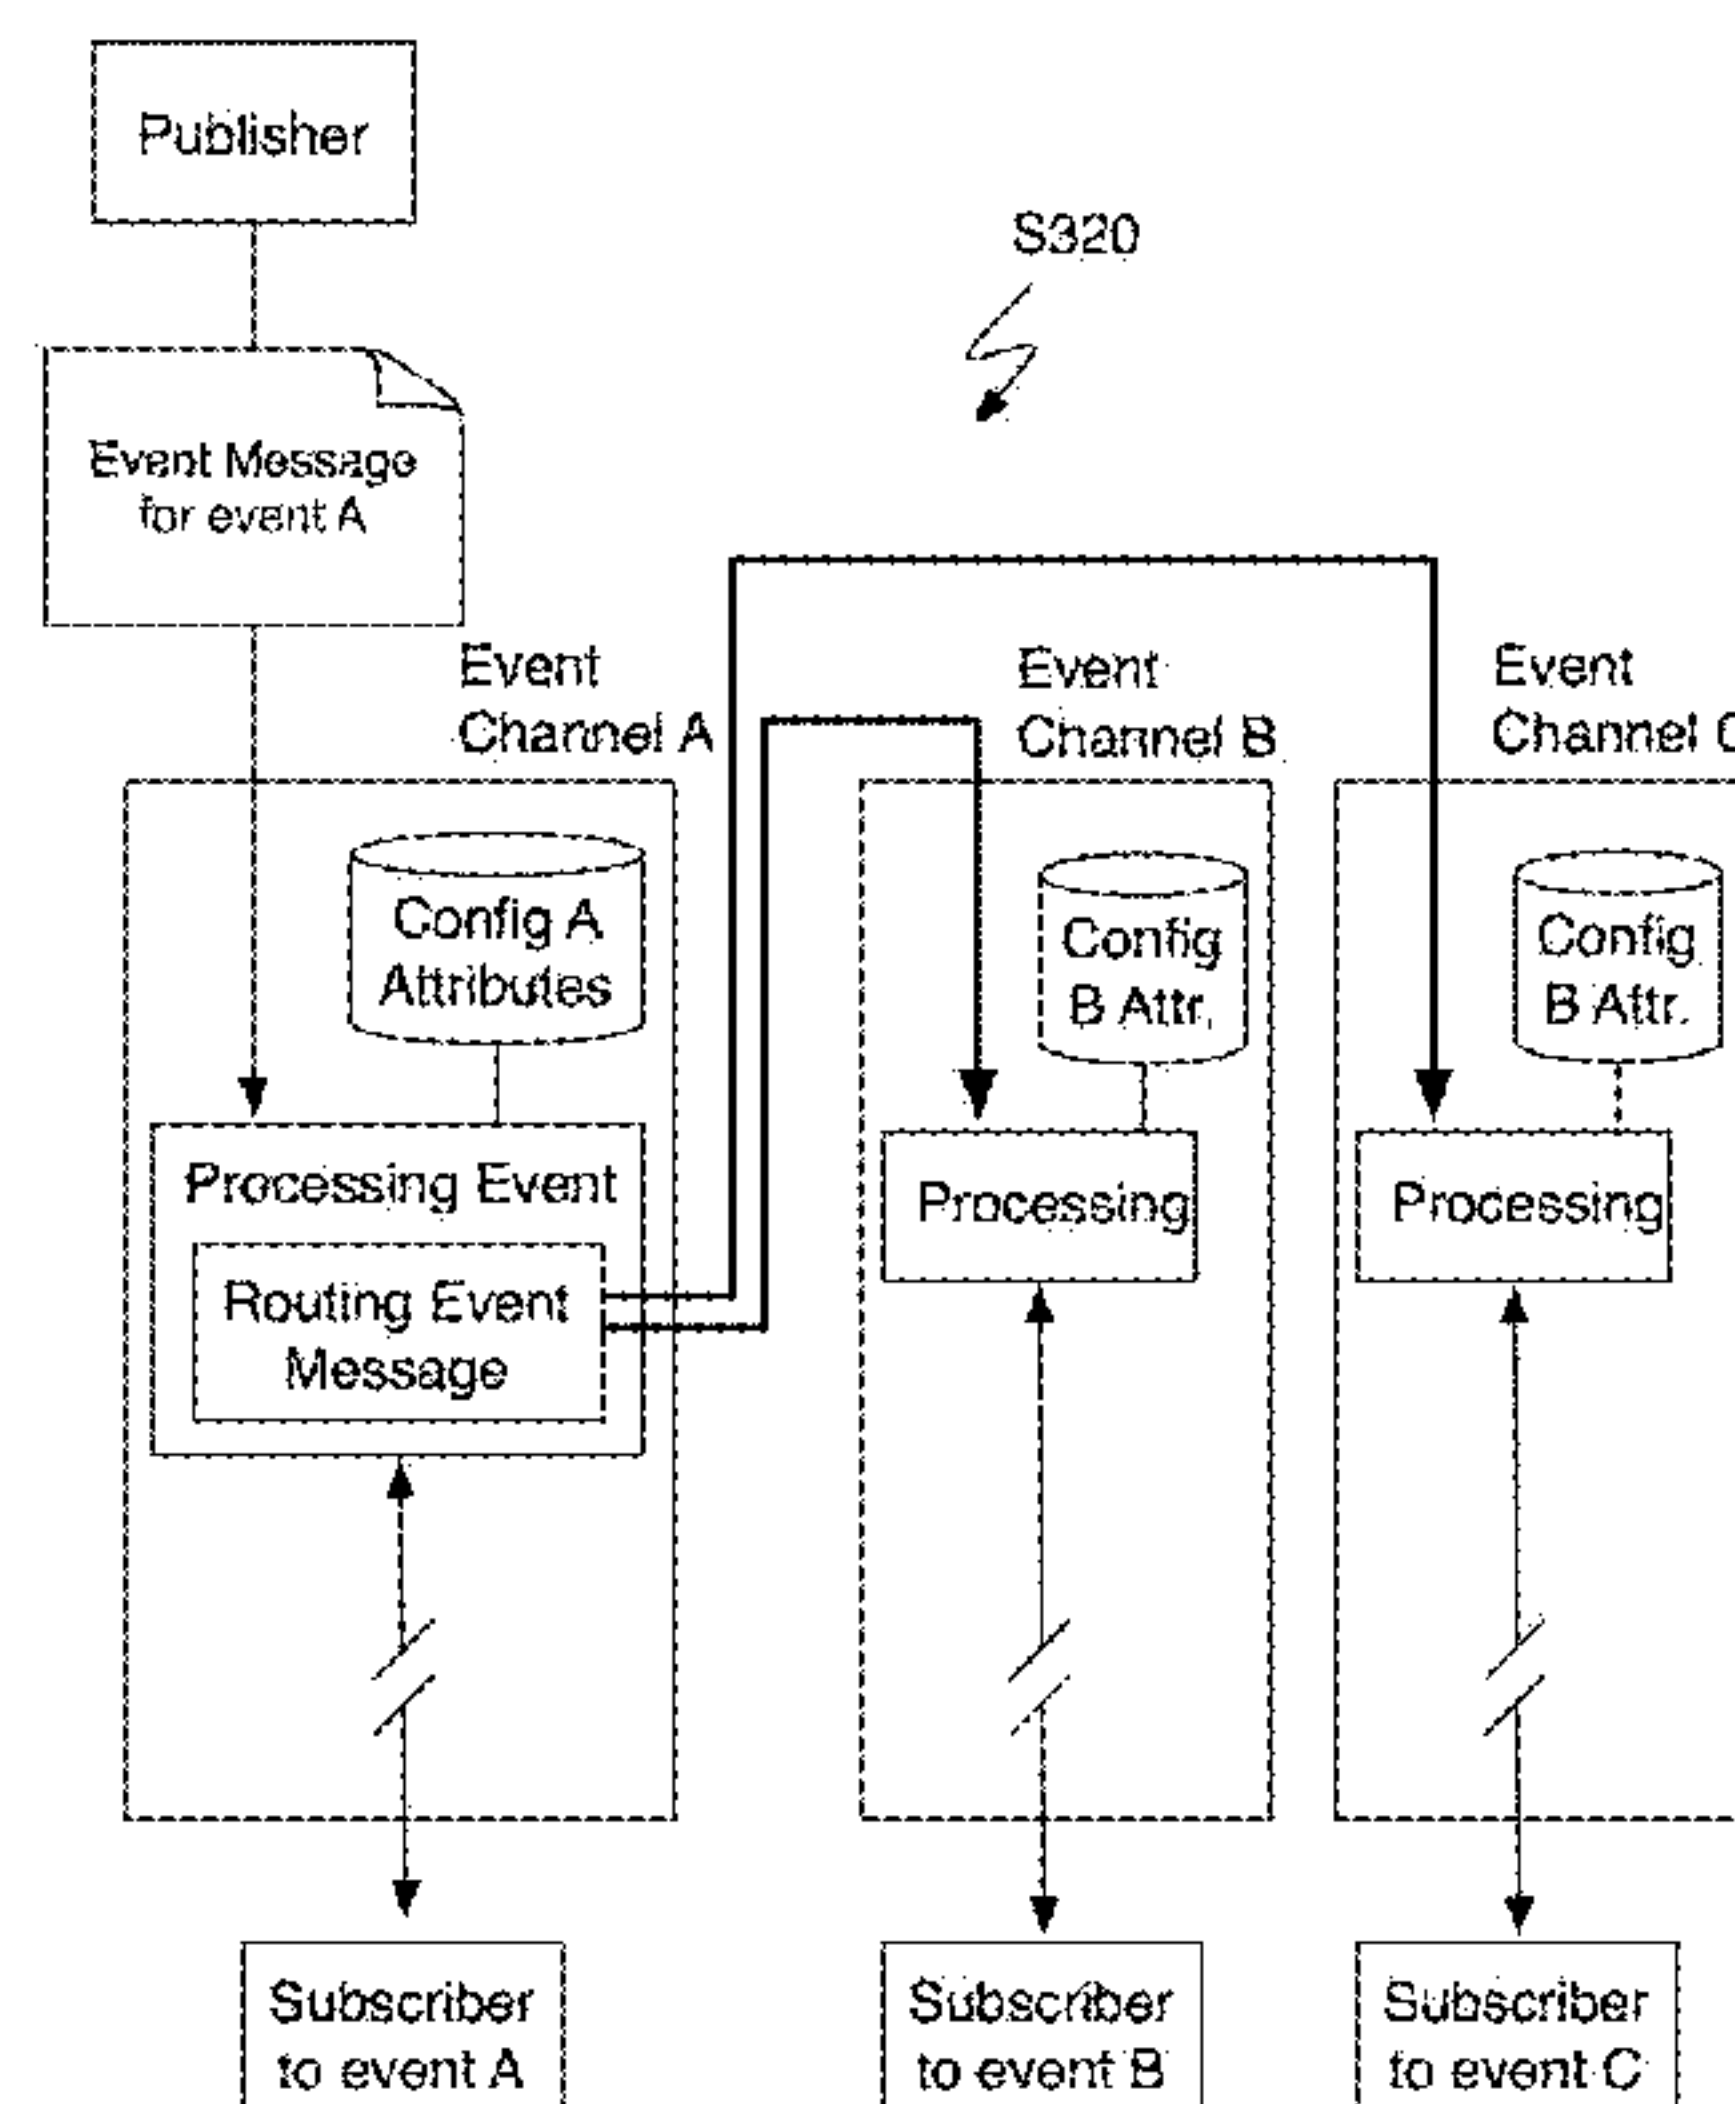 Publisher
S320
Event Message
for event A
Event
Channel A
Event
Channel B
Event
Channel C
Config A
Attributes
Config
B Attr.
Config
B Attr.
Processing Event
Routing Event
Message
Processing
Processing
Subscriber
to event A
Subscriber
to event B
Subscriber
to event C